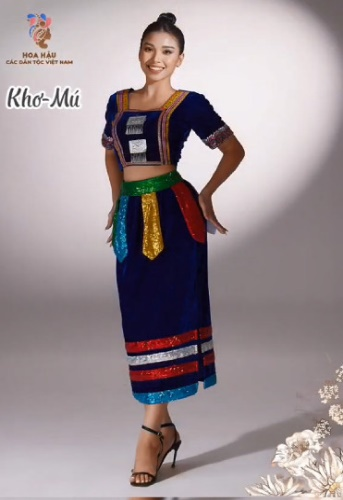 HOA HẬU
CÁC DÂN TỘC VIỆT NAM
Khơ-Mú